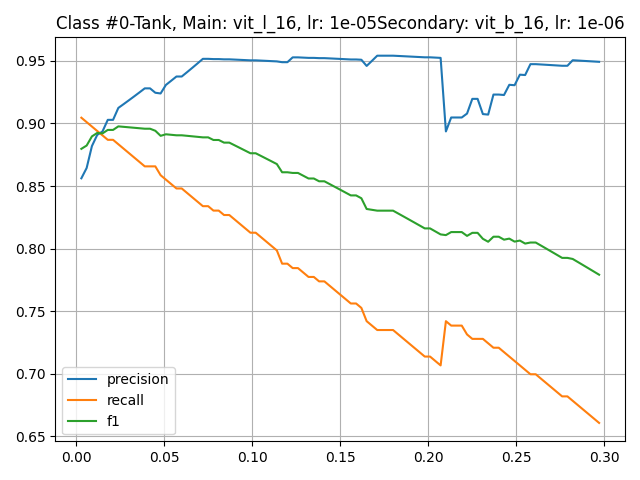 Class #0-Tank, Main: vit_l_16, lr: 1e-05Secondary: vit_b_16, lr: 1e-06
0.95
0.90
0.85
0.80
0.75
0.70
0.65
precision
recall
f1
0.00 0.05 0.10 0.15 0.20 0.25 0.30